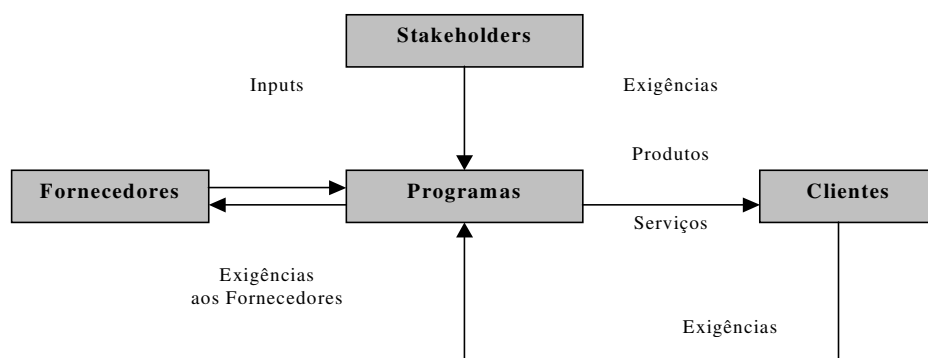 Stakeholders
Inputs
Exigências
Produtos
Fornecedores
Programas
Clientes
Serviços
Exigências
aos Fornecedores
Exigências